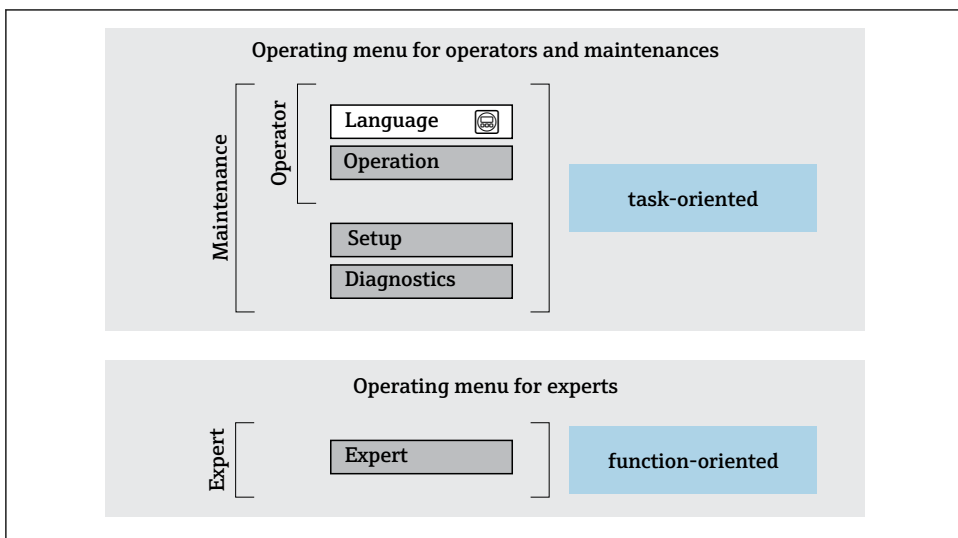 Operating menu for operators and maintenances
Maintenance
Operator
Language
Operation
Setup
Diagnostics
task-oriented
Operating menu for experts
Expert
Expert
function-oriented